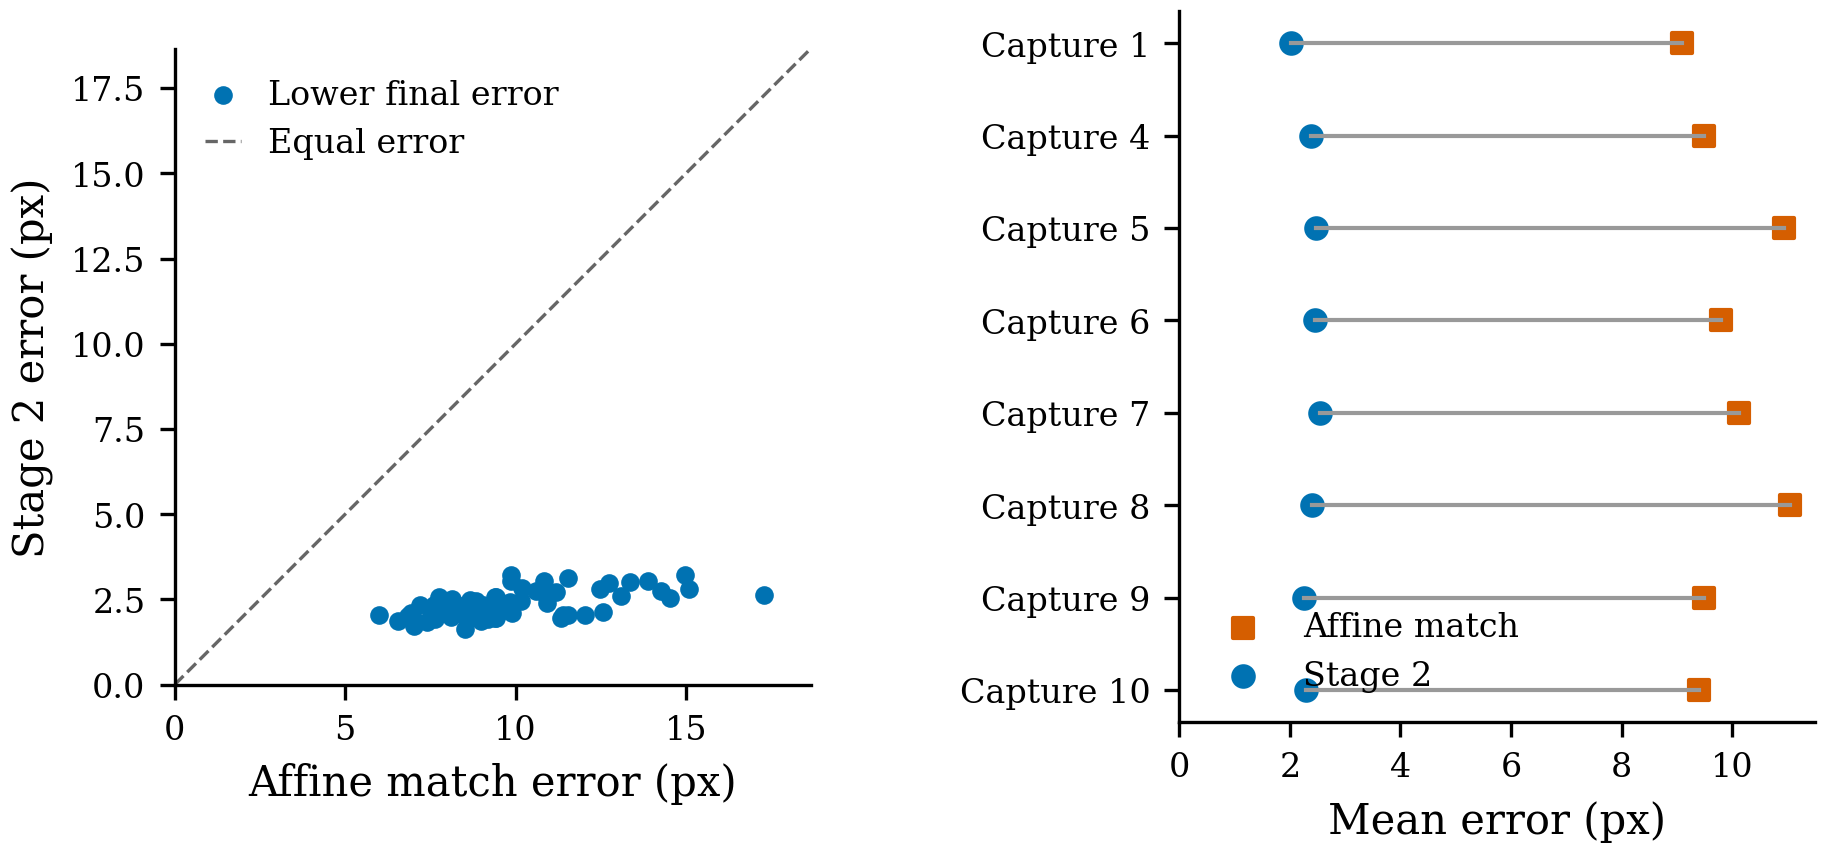 Stage 2 error (px)
17.5
15.0
12.5
10.0
7.5
5.0
2.5
0.0
Lower final error
Equal error
0 5 10 15
Affine match error (px)
Capture 1
Capture 4
Capture 5
Capture 6
Capture 7
Capture 8
Capture 9
Capture 10
Affine match
Stage 2
0 2 4 6 8 10
Mean error (px)